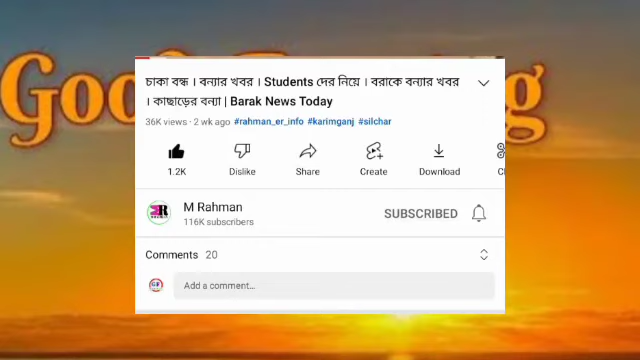 Goo
g
চাকা বন্ধ । বন্যার খবর । Students দের নিয়ে । বরাকে বন্যার খবর
। কাছাড়ের বন্যা | Barak News Today
36K views · 2 wk ago #rahman_er_info #karimganj #silchar
1.2K Dislike Share Create Download
M Rahman
116K subscribers
SUBSCRIBED
Comments 20
Add a comment...